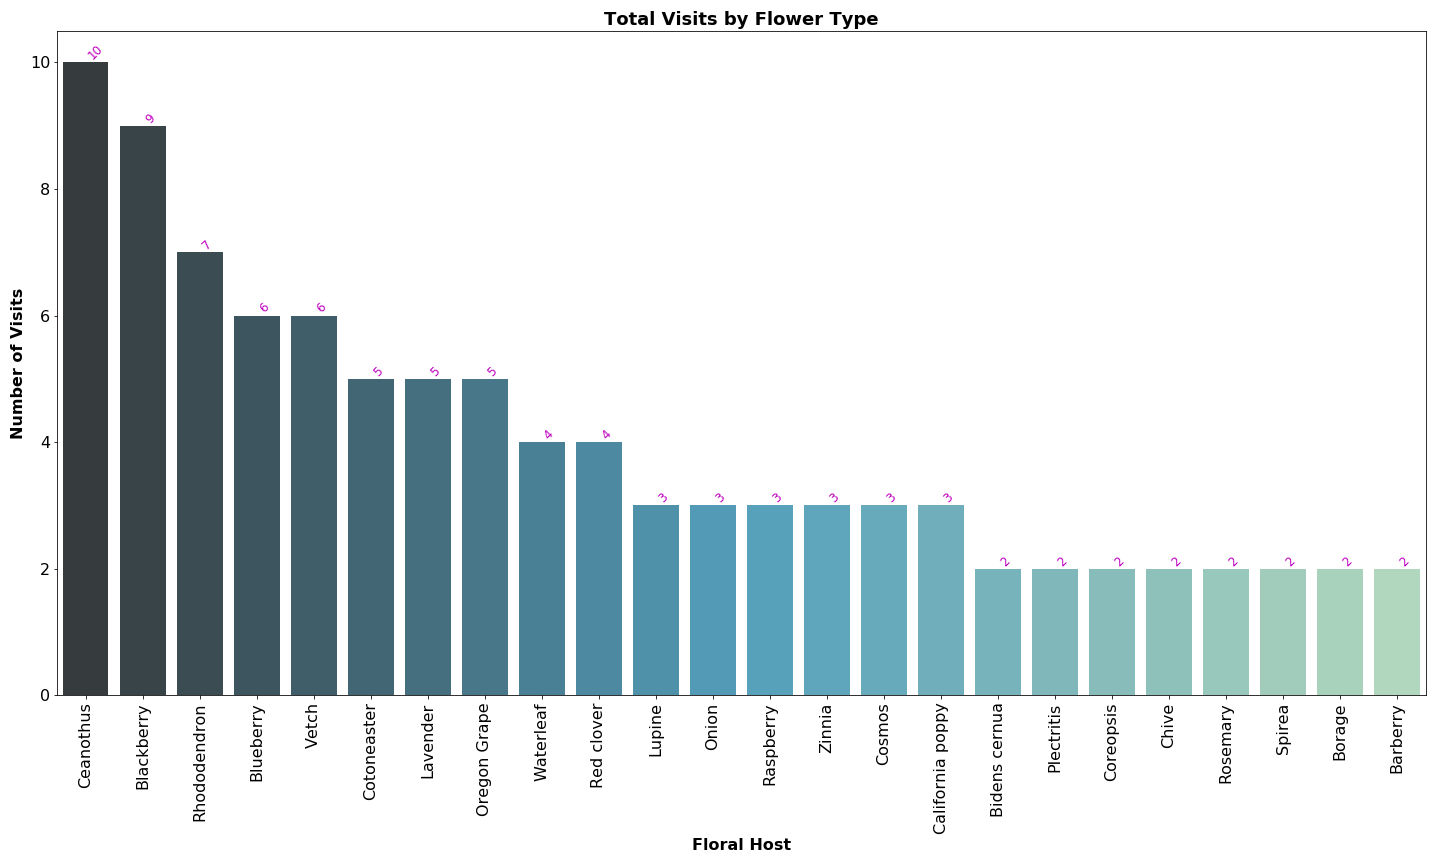 Total Visits by Flower Type
Number of Visits
10
8
6
4
2
0
10
9
7
6
6
5
5
5
4
4
3
3
3
3
3
3
2
2
2
2
2
2
2
2
Ceanothus
Blackberry
Rhododendron
Blueberry
Vetch
Cotoneaster
Lavender
Oregon Grape
Waterleaf
Red clover
Lupine
Onion
Raspberry
Zinnia
Cosmos
California poppy
Bidens cernua
Plectritis
Coreopsis
Chive
Rosemary
Spirea
Borage
Barberry
Floral Host